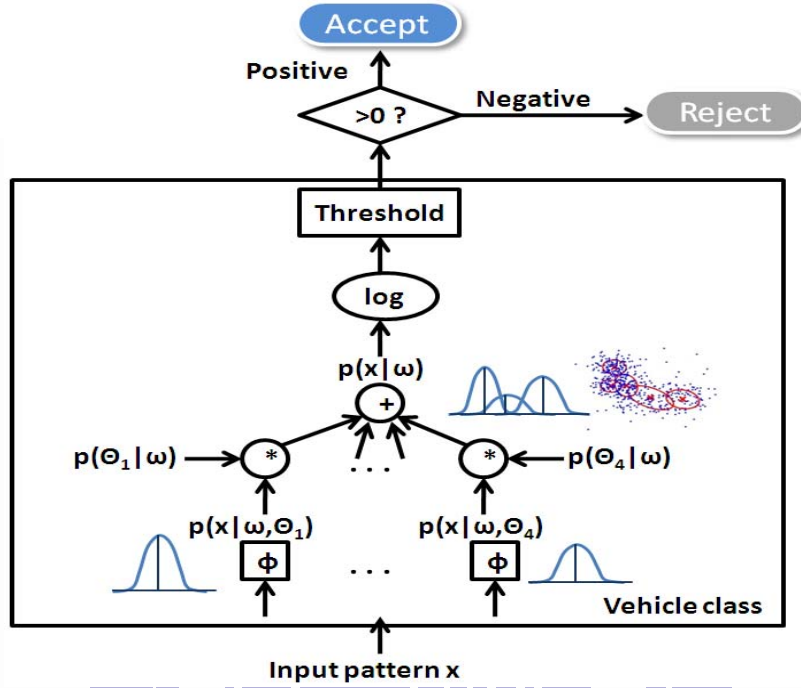 Accept
Positive
>0 ?
Negative
Reject
Threshold
log
p(x|ω)
+
p(Θ1|ω)
*
. . .
*
p(Θ4|ω)
p(x|ω,Θ1)
p(x|ω,Θ4)
ϕ
. . .
ϕ
Vehicle class
Input pattern x